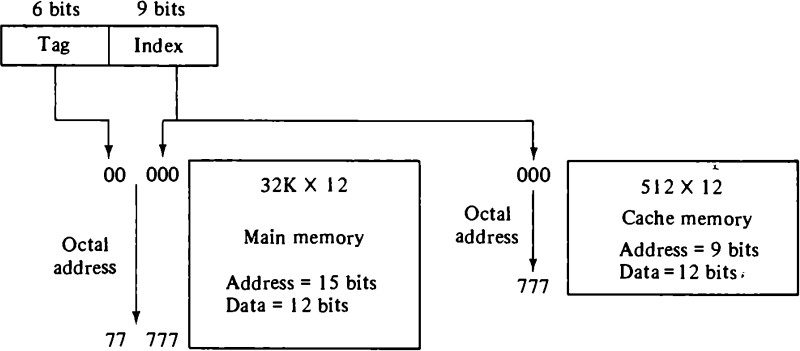 6 bits 9 bits
Tag Index
00 000
32K X 12
Main memory
Address = 15 bits
Data = 12 bits
Octal
address
77 777
000
Octal
address
777
512 X 12
Cache memory
Address = 9 bits
Data = 12 bits